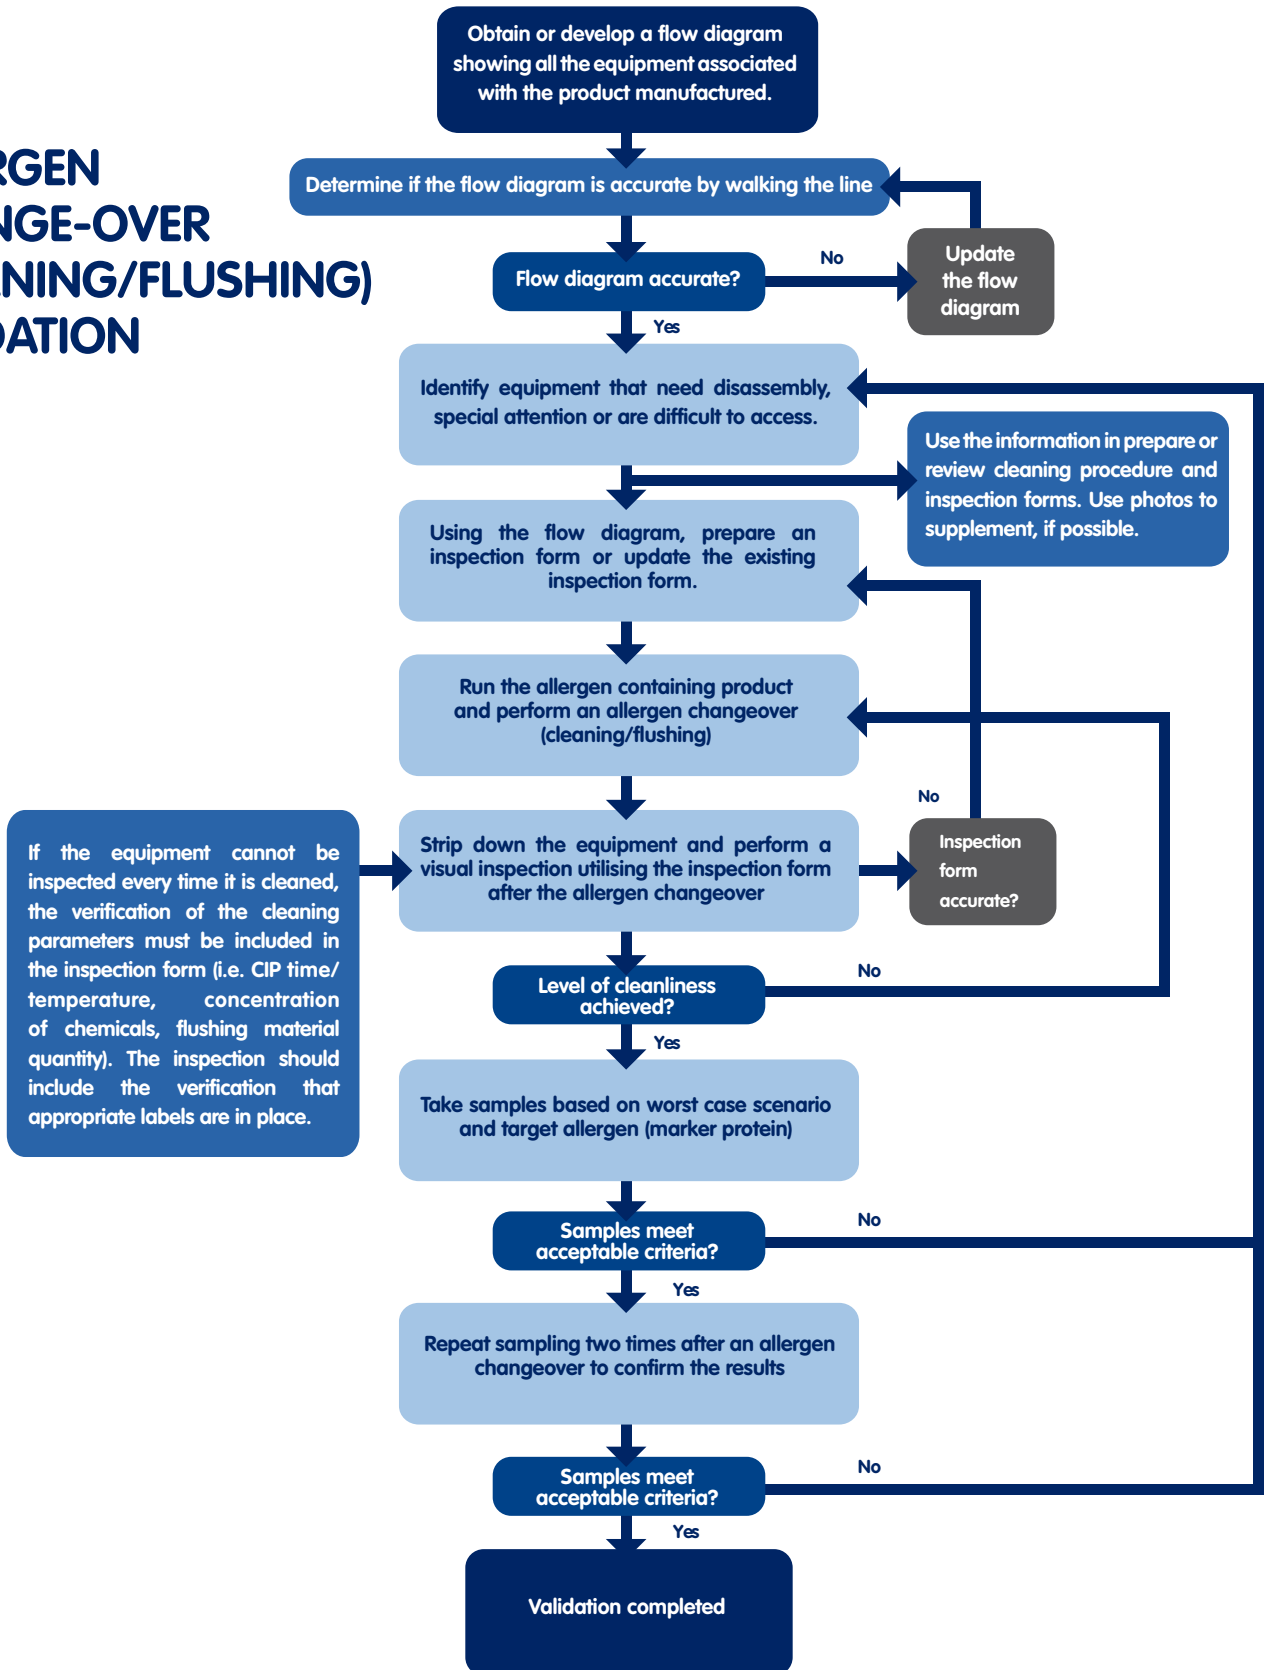 Obtain or develop a flow diagram
showing all the equipment associated
with the product manufactured.
RGEN
NGE-OVER
NING/FLUSHING)
DATION
Determine if the flow diagram is accurate by walking the line
Flow diagram accurate?
No
Update
the flow
diagram
Yes
Identify equipment that need disassembly,
special attention or are difficult to access.
Use the information in prepare or
review cleaning procedure and
inspection forms. Use photos to
supplement, if possible.
Using the flow diagram, prepare an
inspection form or update the existing
inspection form.
Run the allergen containing product
and perform an allergen changeover
(cleaning/flushing)
No
If the equipment cannot be
inspected every time it is cleaned,
the verification of the cleaning
parameters must be included in
the inspection form (i.e. CIP time/
temperature, concentration
of chemicals, flushing material
quantity). The inspection should
include the verification that
appropriate labels are in place.
Strip down the equipment and perform a
visual inspection utilising the inspection form
after the allergen changeover
Inspection
form
accurate?
Level of cleanliness
achieved?
No
Yes
Take samples based on worst case scenario
and target allergen (marker protein)
Samples meet
acceptable criteria?
No
Yes
Repeat sampling two times after an allergen
changeover to confirm the results
Samples meet
acceptable criteria?
No
Yes
Validation completed